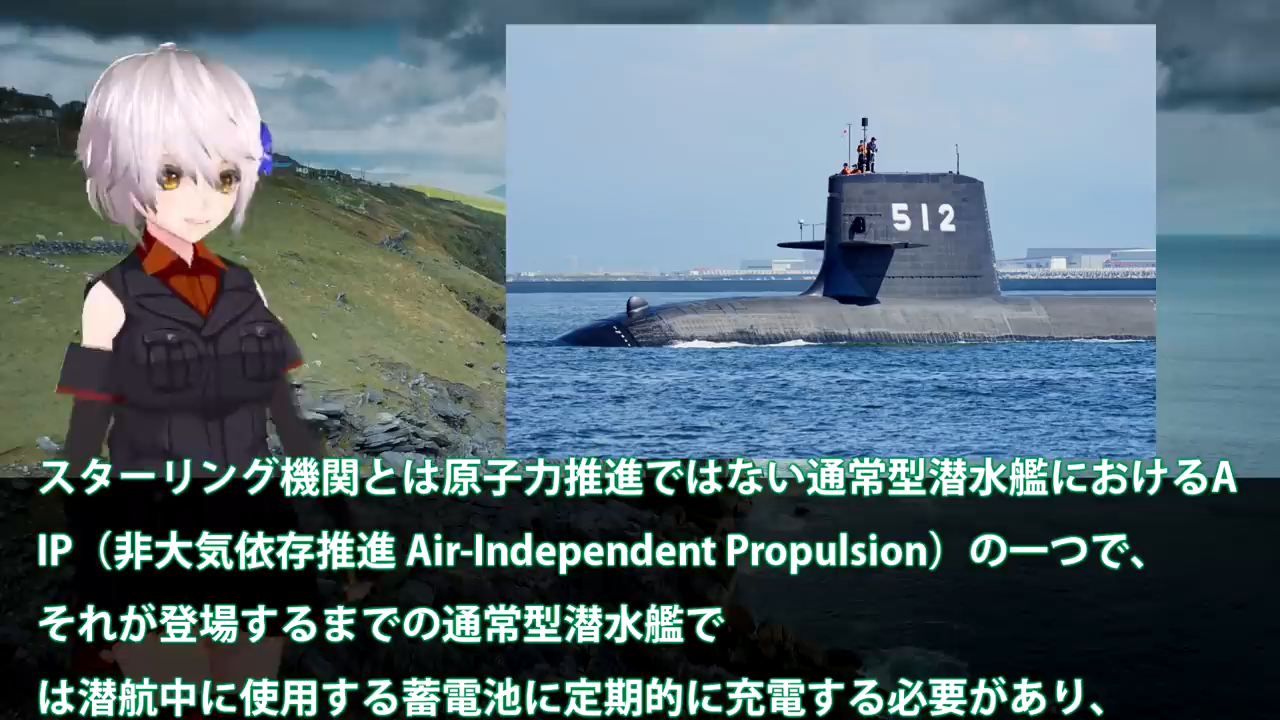 512
スターリング機関とは原子力推進ではない通常型潜水艦におけるA
IP（非大気依存推進 Air-Independent Propulsion）の一つで、
それが登場するまでの通常型潜水艦で
は潜航中に使用する蓄電池に定期的に充電する必要があり、